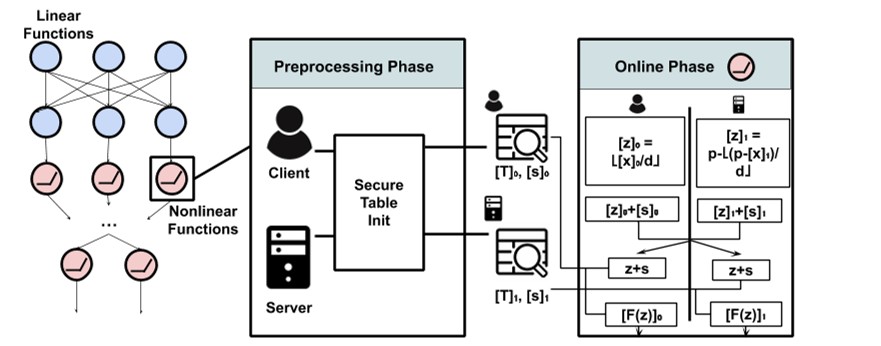 Linear
Functions
Preprocessing Phase
Online Phase
Client
Server
Secure
Table
Init
Nonlinear
Functions
...
[T]₀, [s]₀
[T]₁, [s]₁
[z]₀ =
⌊[x]₀/d⌋
[z]₁ =
p-⌊(p-[x]₁)/
d⌋
[z]₀+[s]₀
[z]₁+[s]₁
z+s
z+s
[F(z)]₀
[F(z)]₁